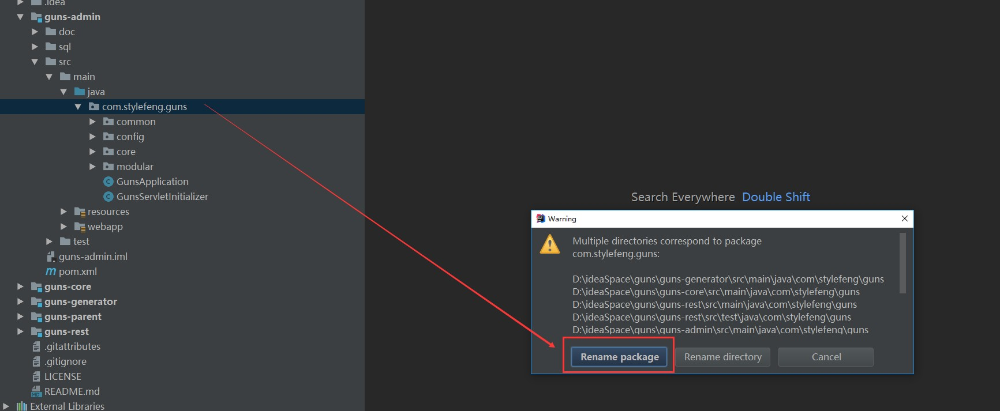 .idea
guns-admin
doc
sql
src
main
java
com.stylefeng.guns
common
config
core
modular
GunsApplication
GunsServletInitializer
resources
webapp
test
guns-admin.iml
pom.xml
guns-core
guns-generator
guns-parent
guns-rest
.gitattributes
.gitignore
LICENSE
README.md
External Libraries
Search Everywhere Double Shift
Warning
Multiple directories correspond to package
com.stylefeng.guns:
D:\ideaSpace\guns\guns-generator\src\main\java\com\stylefeng\guns
D:\ideaSpace\guns\guns-core\src\main\java\com\stylefeng\guns
D:\ideaSpace\guns\guns-rest\src\main\java\com\stylefeng\guns
D:\ideaSpace\guns\guns-rest\src\test\java\com\stylefeng\guns
D:\ideaSpace\guns\guns-admin\src\main\java\com\stylefeng\guns
Rename package Rename directory Cancel